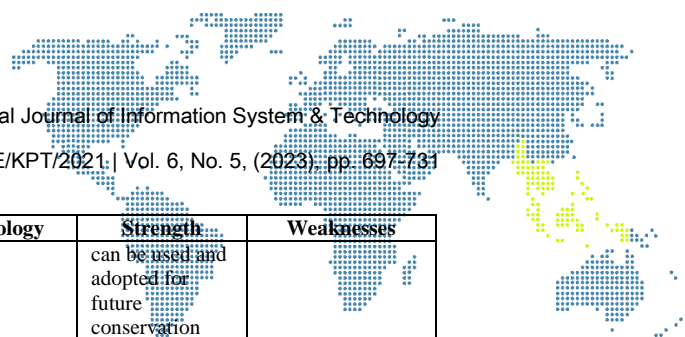 al Journal of Information System & Technology
E/KPT/2021 | Vol. 6, No. 5, (2023), pp. 697-731
ology Strength Weaknesses
can be used and
adopted for
future
conservation